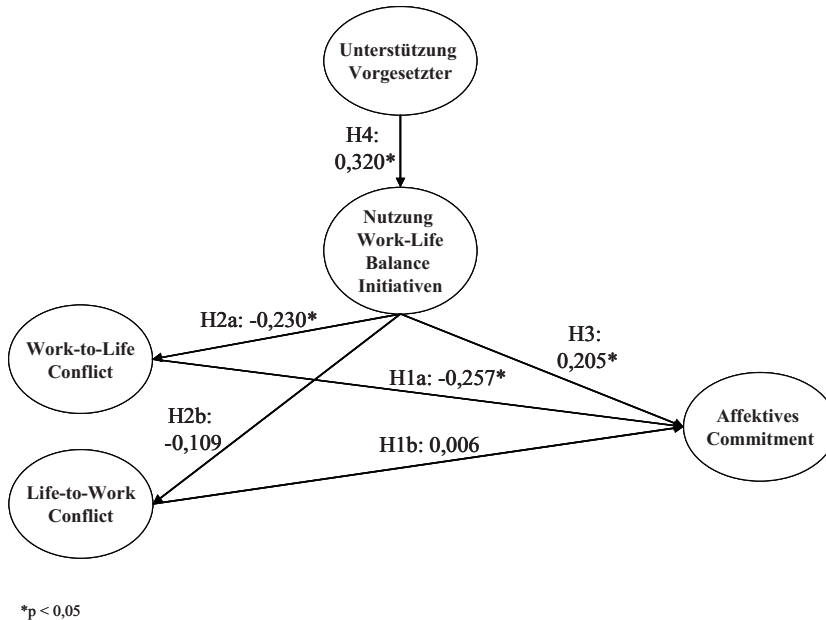 Unterstützung
Vorgesetzter
H4:
0,320*
Nutzung
Work-Life
Balance
Initiativen
H2a: -0,230*
H3:
0,205*
Work-to-Life
Conflict
H1a: -0,257*
Affektives
Commitment
H2b:
-0,109
H1b: 0,006
Life-to-Work
Conflict
*p < 0,05